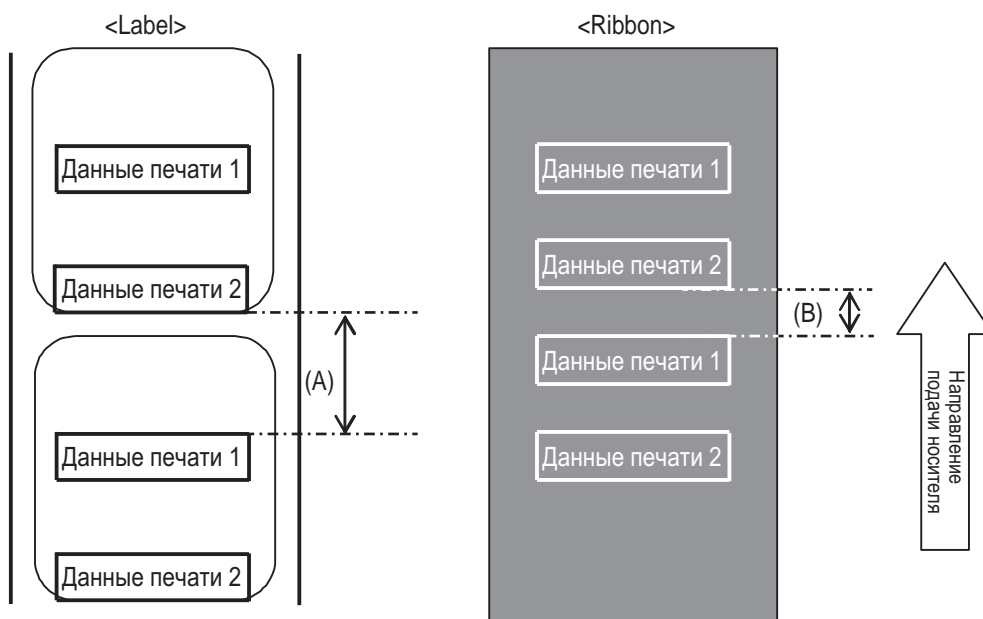 <Label>
Данные печати 1
Данные печати 2
(A)
Данные печати 1
Данные печати 2
<Ribbon>
Данные печати 1
Данные печати 2
(B)
Данные печати 1
Данные печати 2
Направление
подачи носителя